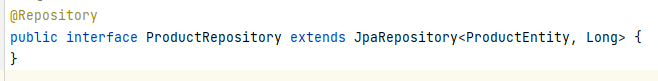 @Repository
public interface ProductRepository extends JpaRepository<ProductEntity, Long> {
}